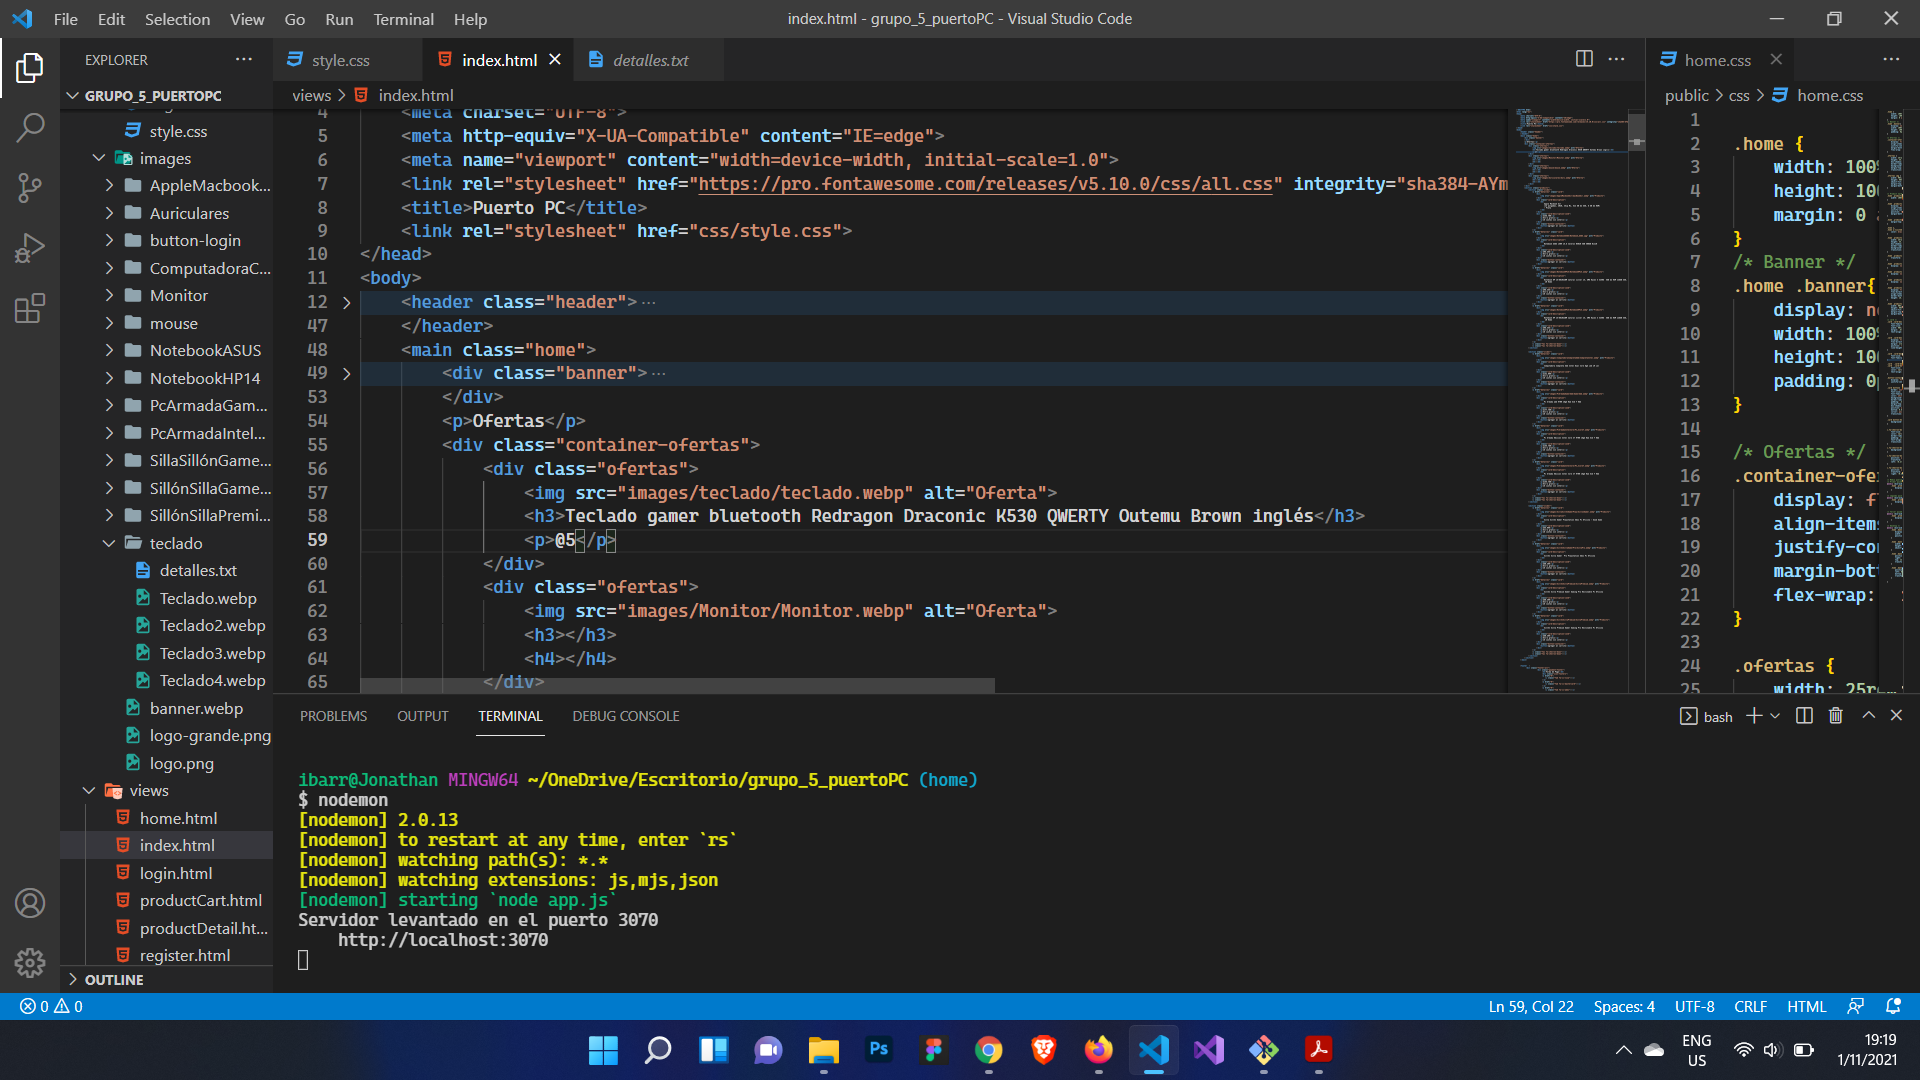 File Edit Selection View Go Run Terminal Help
index.html - grupo_5_puertoPC - Visual Studio Code
EXPLORER
style.css
index.html
detalles.txt
home.css
GRUPO_5_PUERTOPC
views > index.html
public > css > home.css
style.css
images
AppleMacbook...
Auriculares
button-login
ComputadoraC...
Monitor
mouse
NotebookASUS
NotebookHP14
PcArmadaGam...
PcArmadaIntel...
SillaSillónGame...
SillónSillaGame...
SillónSillaPremi...
teclado
detalles.txt
Teclado.webp
Teclado2.webp
Teclado3.webp
Teclado4.webp
banner.webp
logo-grande.png
logo.png
views
home.html
index.html
login.html
productCart.html
productDetail.ht...
register.html
OUTLINE
4 <meta charset="UTF-8">
5 <meta http-equiv="X-UA-Compatible" content="IE=edge">
6 <meta name="viewport" content="width=device-width, initial-scale=1.0">
7 <link rel="stylesheet" href="https://pro.fontawesome.com/releases/v5.10.0/css/all.css" integrity="sha384-AYm
8 <title>Puerto PC</title>
9 <link rel="stylesheet" href="css/style.css">
10 </head>
11 <body>
12 <header class="header">...
47 </header>
48 <main class="home">
49 <div class="banner">...
53 </div>
54 <p>Ofertas</p>
55 <div class="container-ofertas">
56 <div class="ofertas">
57 <img src="images/teclado/teclado.webp" alt="Oferta">
58 <h3>Teclado gamer bluetooth Redragon Draconic K530 QWERTY Outemu Brown inglés</h3>
59 <p>@5</p>
60 </div>
61 <div class="ofertas">
62 <img src="images/Monitor/Monitor.webp" alt="Oferta">
63 <h3></h3>
64 <h4></h4>
65 </div>
1
2 .home {
3 width: 100%
4 height: 10
5 margin: 0
6 }
7 /* Banner */
8 .home .banner{
9 display: n
10 width: 100%
11 height: 10
12 padding: 0
13 }
14
15 /* Ofertas */
16 .container-ofe
17 display: f
18 align-item
19 justify-co
20 margin-bot
21 flex-wrap:
22 }
23
24 .ofertas {
25 width: 25r
PROBLEMS OUTPUT TERMINAL DEBUG CONSOLE
bash
ibarr@Jonathan MINGW64 ~/OneDrive/Escritorio/grupo_5_puertoPC (home)
$ nodemon
[nodemon] 2.0.13
[nodemon] to restart at any time, enter `rs`
[nodemon] watching path(s): *.*
[nodemon] watching extensions: js,mjs,json
[nodemon] starting `node app.js`
Servidor levantado en el puerto 3070
http://localhost:3070
0 0
Ln 59, Col 22 Spaces: 4 UTF-8 CRLF HTML
Ps
ENG
US
19:19
1/11/2021